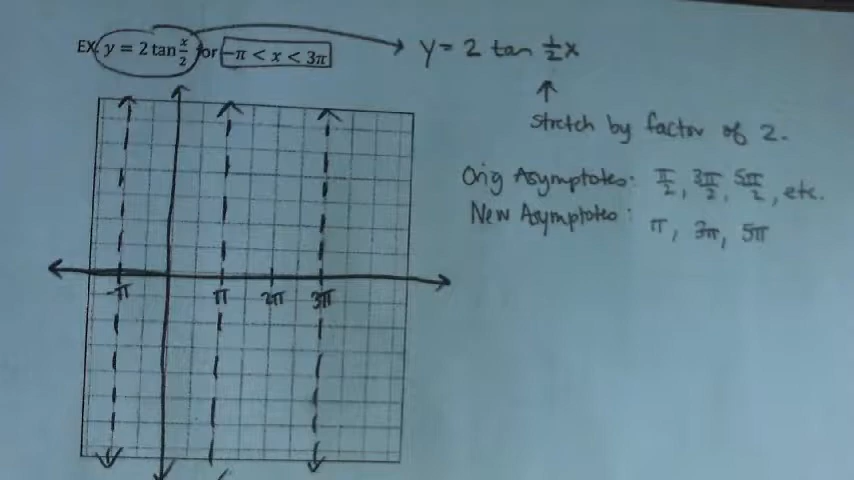 EX. y = 2 tan x/2 for -π < x < 3π
y = 2 tan 1/2 x
stretch by factor of 2.
Orig Asymptotes: π/2, 3π/2, 5π/2, etc.
New Asymptotes: π, 3π, 5π
-π π 2π 3π